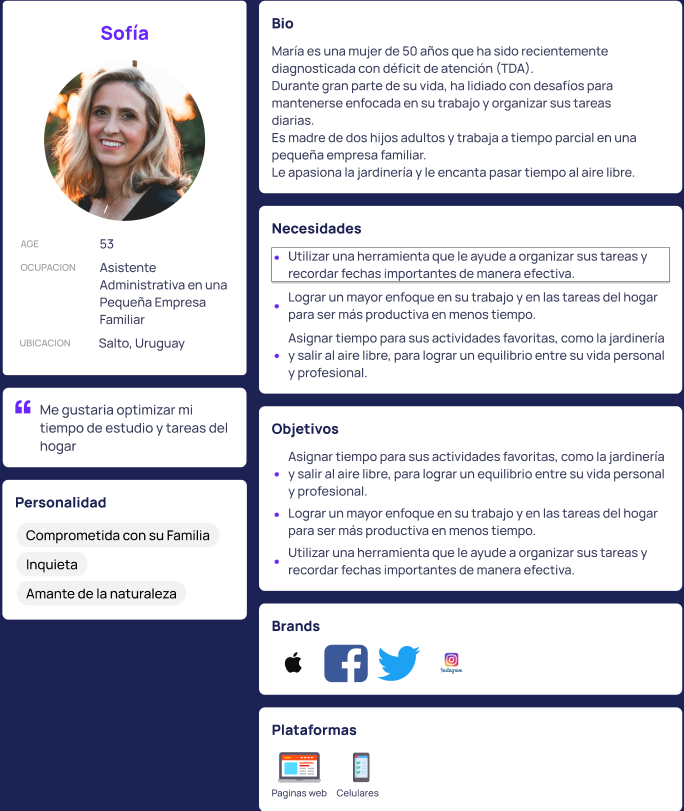 Sofía
AGE
53
OCUPACION
Asistente
Administrativa en una
Pequeña Empresa
Familiar
UBICACION
Salto, Uruguay
Me gustaria optimizar mi
tiempo de estudio y tareas del
hogar
Personalidad
Comprometida con su Familia
Inquieta
Amante de la naturaleza
Bio
María es una mujer de 50 años que ha sido recientemente
diagnosticada con déficit de atención (TDA).
Durante gran parte de su vida, ha lidiado con desafíos para
mantenerse enfocada en su trabajo y organizar sus tareas
diarias.
Es madre de dos hijos adultos y trabaja a tiempo parcial en una
pequeña empresa familiar.
Le apasiona la jardinería y le encanta pasar tiempo al aire libre.
Necesidades
Utilizar una herramienta que le ayude a organizar sus tareas y
recordar fechas importantes de manera efectiva.
Lograr un mayor enfoque en su trabajo y en las tareas del hogar
para ser más productiva en menos tiempo.
Asignar tiempo para sus actividades favoritas, como la jardinería
y salir al aire libre, para lograr un equilibrio entre su vida personal
y profesional.
Objetivos
Asignar tiempo para sus actividades favoritas, como la jardinería
y salir al aire libre, para lograr un equilibrio entre su vida personal
y profesional.
Lograr un mayor enfoque en su trabajo y en las tareas del hogar
para ser más productiva en menos tiempo.
Utilizar una herramienta que le ayude a organizar sus tareas y
recordar fechas importantes de manera efectiva.
Brands
Instagram
Plataformas
Paginas web
Celulares